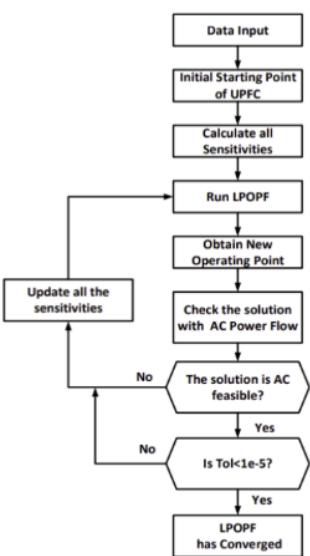 Data Input
Initial Starting Point
of UPFC
Calculate all
Sensitivities
Run LPOPF
Obtain New
Operating Point
Update all the
sensitivities
Check the solution
with AC Power Flow
No
The solution is AC
feasible?
Yes
No
Is Tol<1e-5?
Yes
LPOPF
has Converged